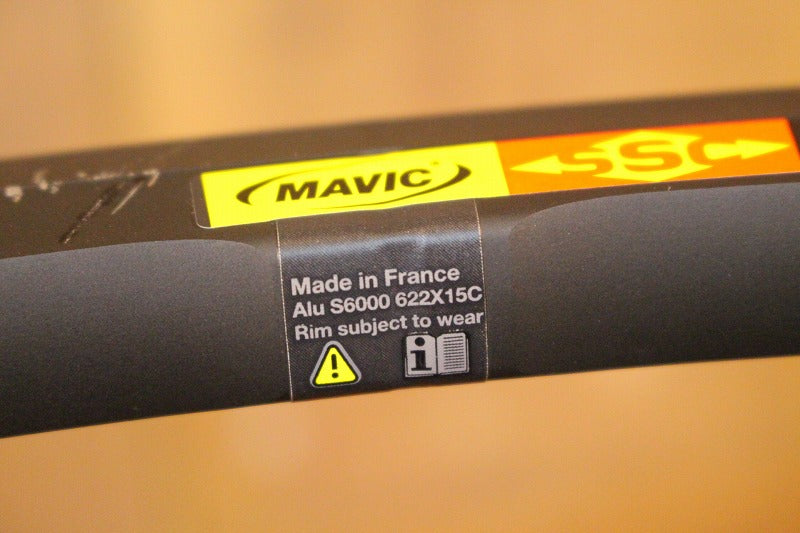 MAVIC
SSC
Made in France
Alu S6000 622X15C
Rim subject to wear